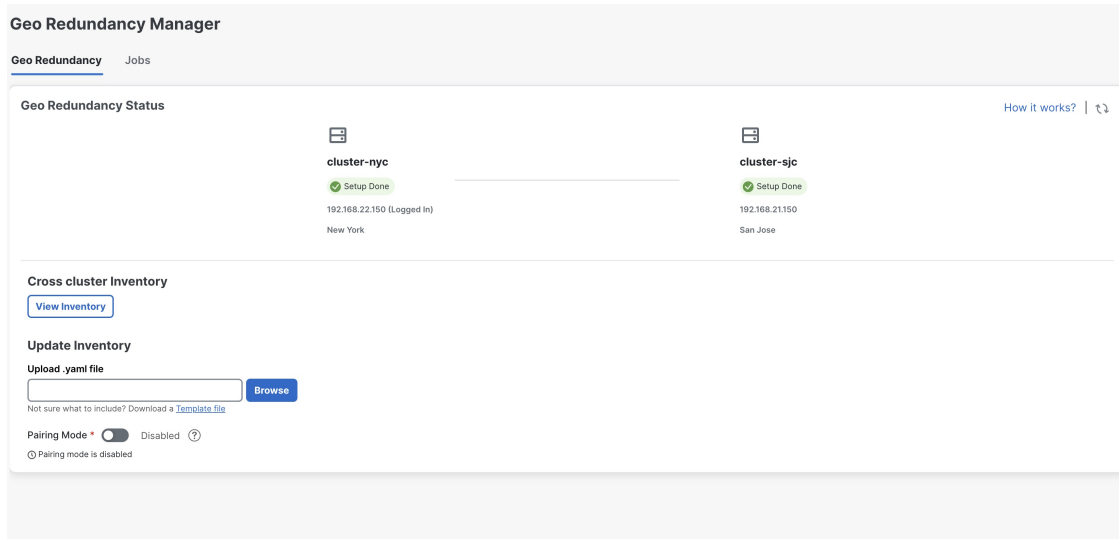 Geo Redundancy Manager
Geo Redundancy Jobs
Geo Redundancy Status
How it works?
cluster-nyc
Setup Done
192.168.22.150 (Logged In)
New York
cluster-sjc
Setup Done
192.168.21.150
San Jose
Cross cluster Inventory
View Inventory
Update Inventory
Upload .yaml file
Browse
Not sure what to include? Download a Template file
Pairing Mode * Disabled ?
Pairing mode is disabled